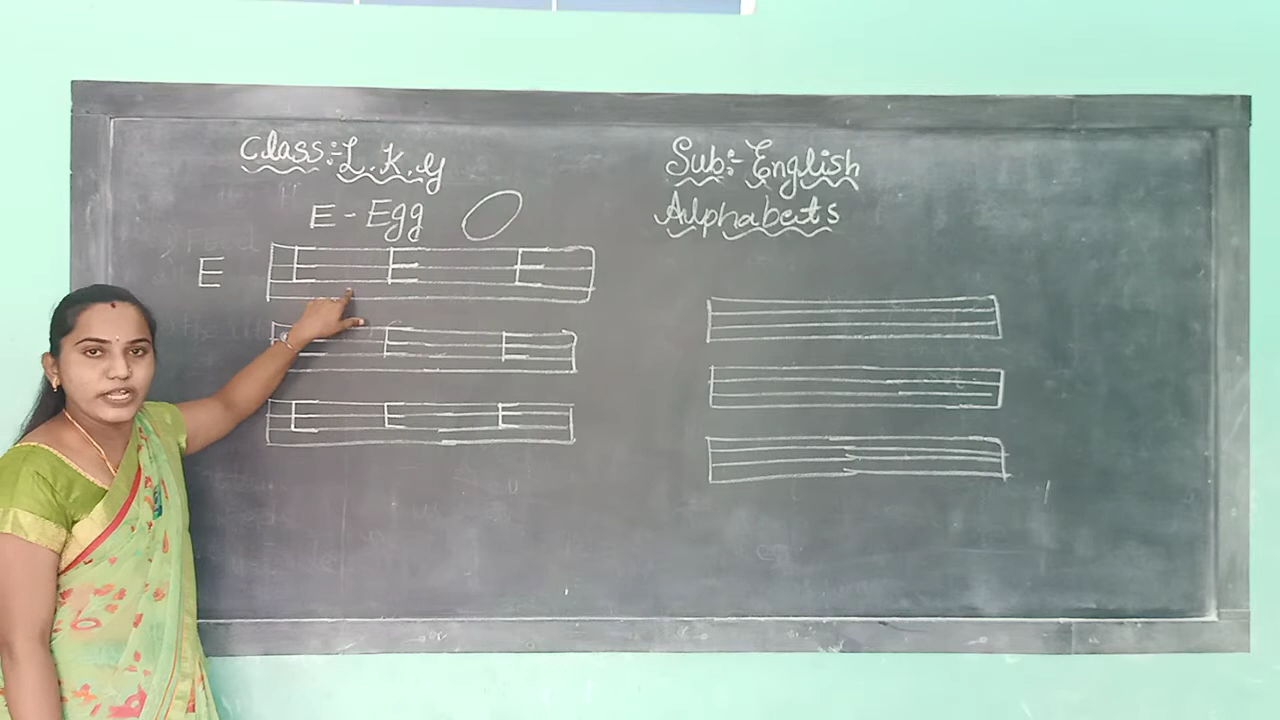 Class:- L.K.G
E - Egg
E
E E E
E E
E E E
Sub:- English
Alphabets